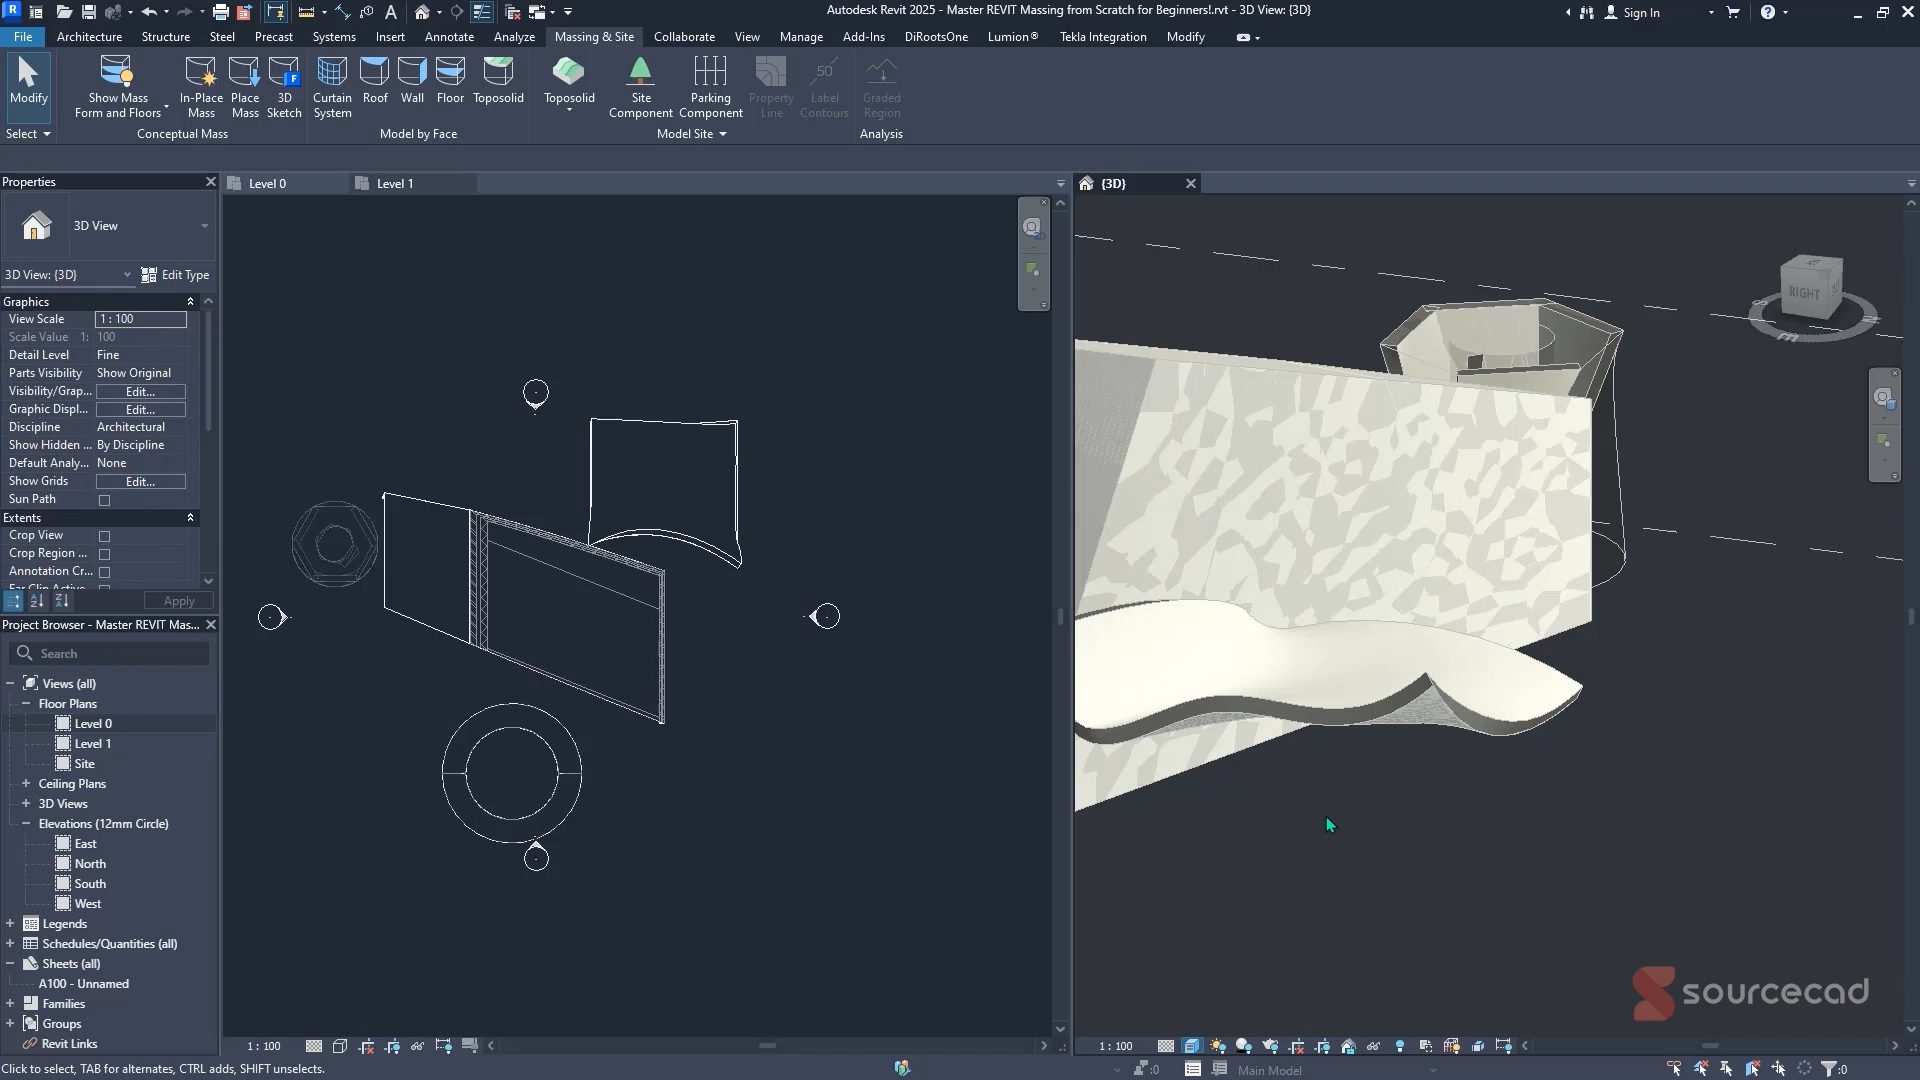 Autodesk Revit 2025 - Master REVIT Massing from Scratch for Beginners!.rvt - 3D View: {3D}
Sign In
File Architecture Structure Steel Precast Systems Insert Annotate Analyze Massing & Site Collaborate View Manage Add-Ins DiRootsOne Lumion® Tekla Integration Modify
Modify
Show Mass
Form and Floors
In-Place
Mass
Place
Mass
3D
Sketch
Curtain
System
Roof
Wall
Floor
Toposolid
Toposolid
Site
Component
Parking
Component
Property
Line
Label
Contours
Graded
Region
Select Conceptual Mass Model by Face Model Site Analysis
Properties
Level 0
Level 1
{3D}
3D View
3D View: {3D}
Edit Type
Graphics
View Scale 1 : 100
Scale Value 1: 100
Detail Level Fine
Parts Visibility Show Original
Visibility/Grap... Edit...
Graphic Displ... Edit...
Discipline Architectural
Show Hidden ... By Discipline
Default Analy... None
Show Grids Edit...
Sun Path
Extents
Crop View
Crop Region ...
Annotation Cr...
Far Clip Active
Apply
Project Browser - Master REVIT Mas...
Search
Views (all)
Floor Plans
Level 0
Level 1
Site
Ceiling Plans
3D Views
Elevations (12mm Circle)
East
North
South
West
Legends
Schedules/Quantities (all)
Sheets (all)
A100 - Unnamed
Families
Groups
Revit Links
RIGHT
sourcecad
1 : 100
1 : 100
Click to select, TAB for alternates, CTRL adds, SHIFT unselects.
:0
Main Model
:0